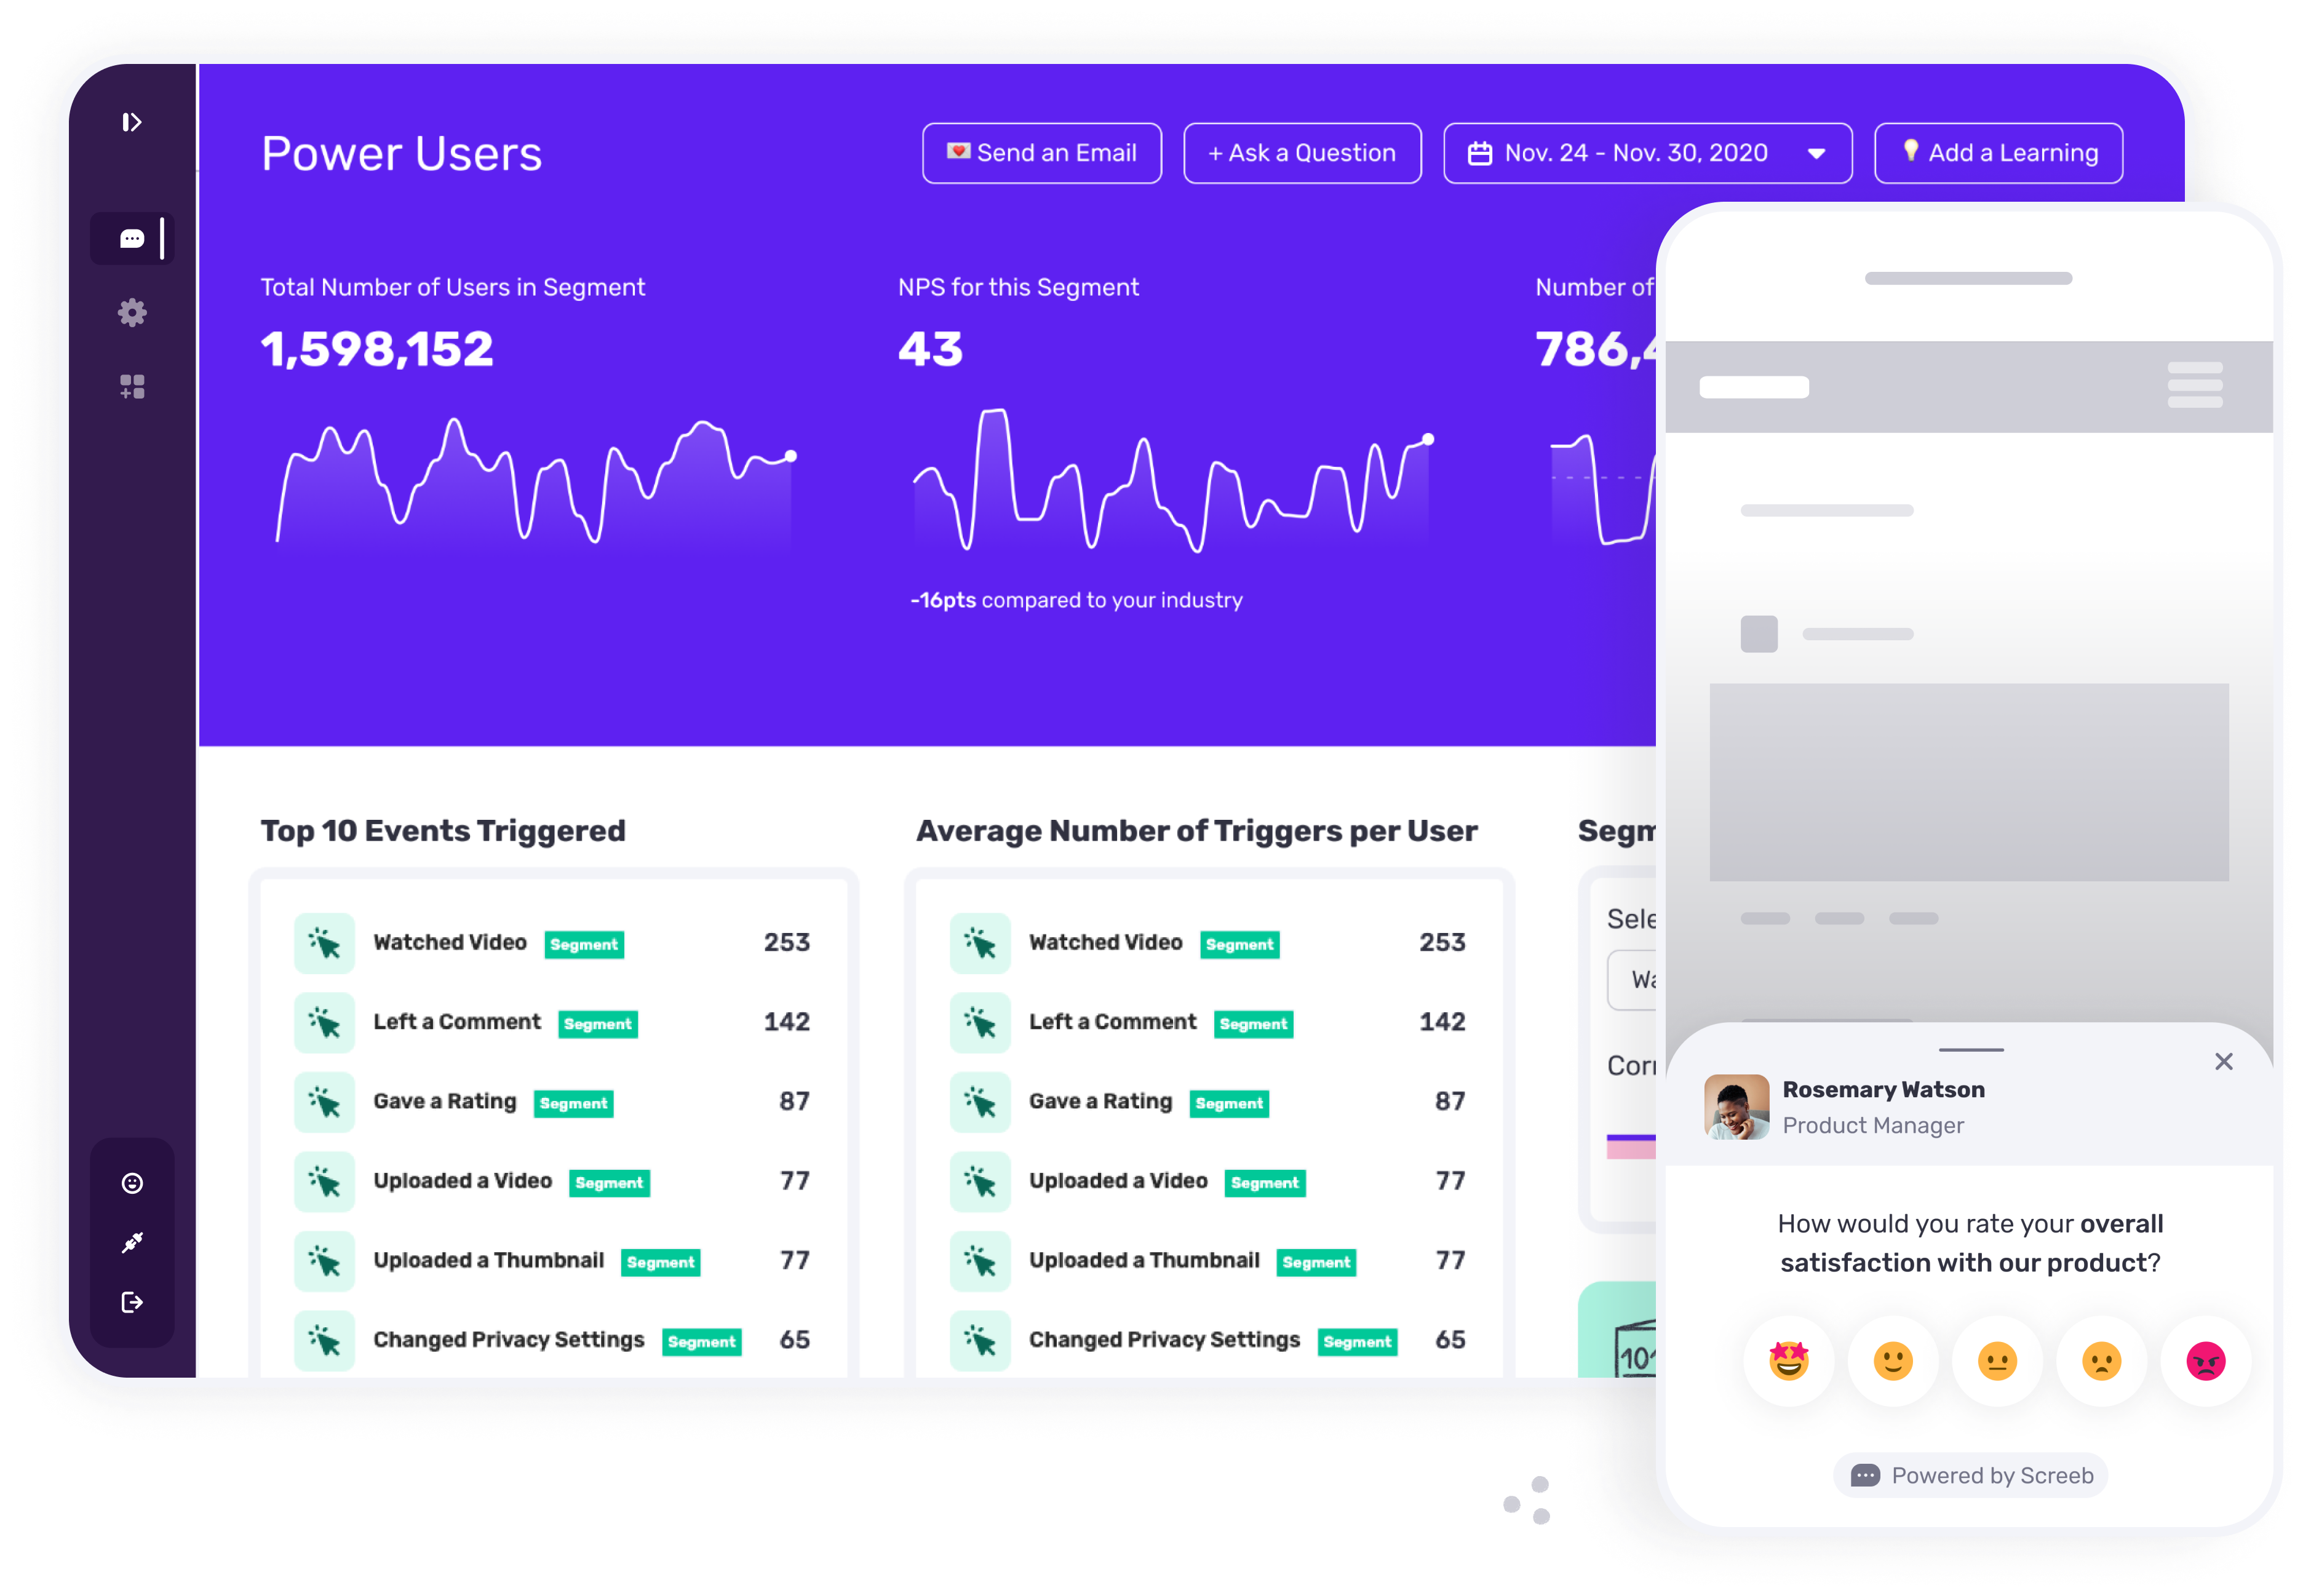 Power Users
Send an Email
+ Ask a Question
Nov. 24 - Nov. 30, 2020
Add a Learning
Total Number of Users in Segment
1,598,152
NPS for this Segment
43
-16pts compared to your industry
Number of
786,4
Top 10 Events Triggered
Watched Video Segment 253
Left a Comment Segment 142
Gave a Rating Segment 87
Uploaded a Video Segment 77
Uploaded a Thumbnail Segment 77
Changed Privacy Settings Segment 65
Average Number of Triggers per User
Watched Video Segment 253
Left a Comment Segment 142
Gave a Rating Segment 87
Uploaded a Video Segment 77
Uploaded a Thumbnail Segment 77
Changed Privacy Settings Segment 65
Rosemary Watson
Product Manager
How would you rate your overall
satisfaction with our product?
Powered by Screeb